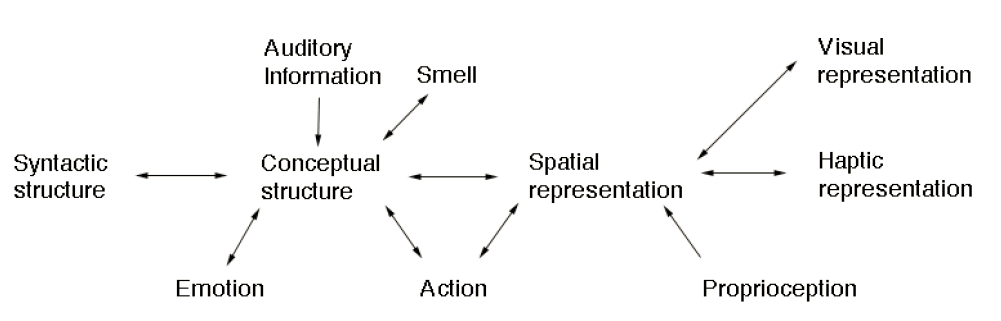 Auditory
Information
Smell
Visual
representation
Syntactic
structure
Conceptual
structure
Spatial
representation
Haptic
representation
Emotion
Action
Proprioception